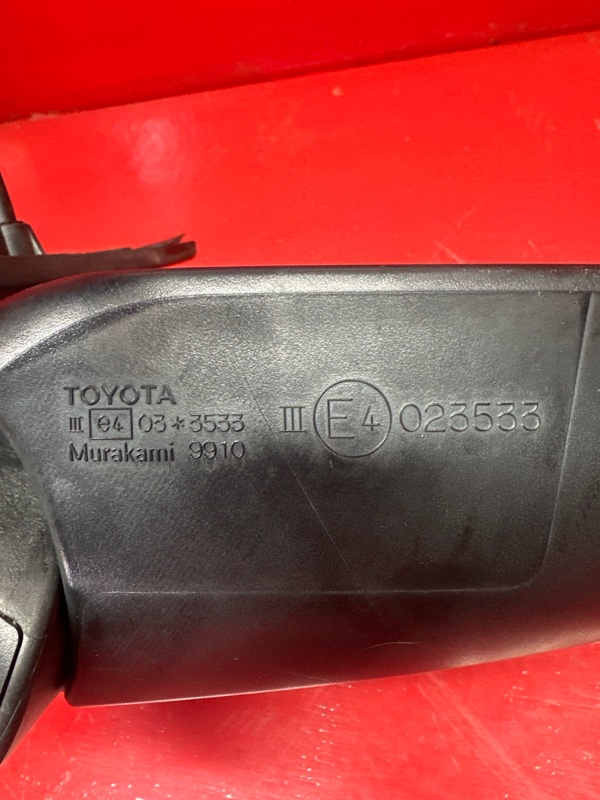 TOYOTA
III e4 03*3533
Murakami 9910
III E4 023533